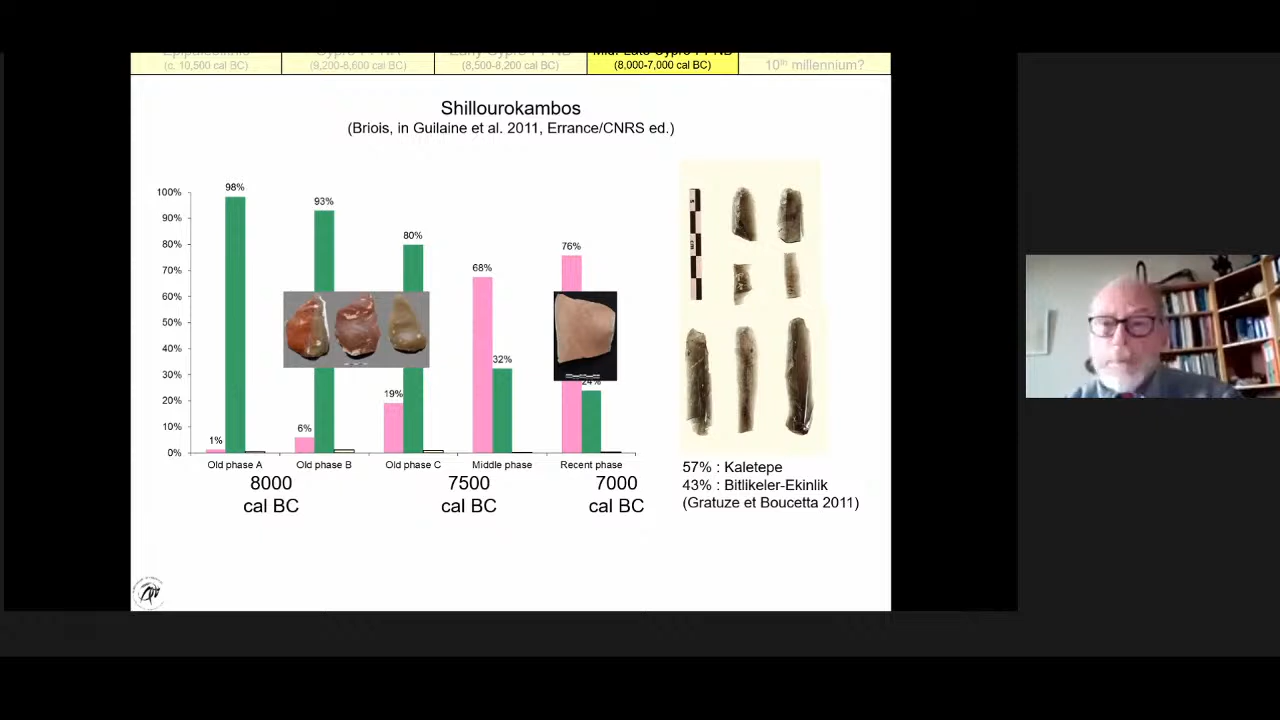 (c. 10,500 cal BC)
(9,200-8,600 cal BC)
(8,500-8,200 cal BC)
(8,000-7,000 cal BC)
10th millennium?
Shillourokambos
(Briois, in Guilaine et al. 2011, Errance/CNRS ed.)
100%
90%
80%
70%
60%
50%
40%
30%
20%
10%
0%
98%
93%
80%
68%
76%
32%
24%
19%
6%
1%
Old phase A
Old phase B
Old phase C
Middle phase
Recent phase
8000
cal BC
7500
cal BC
7000
cal BC
57% : Kaletepe
43% : Bitlikeler-Ekinlik
(Gratuze et Boucetta 2011)